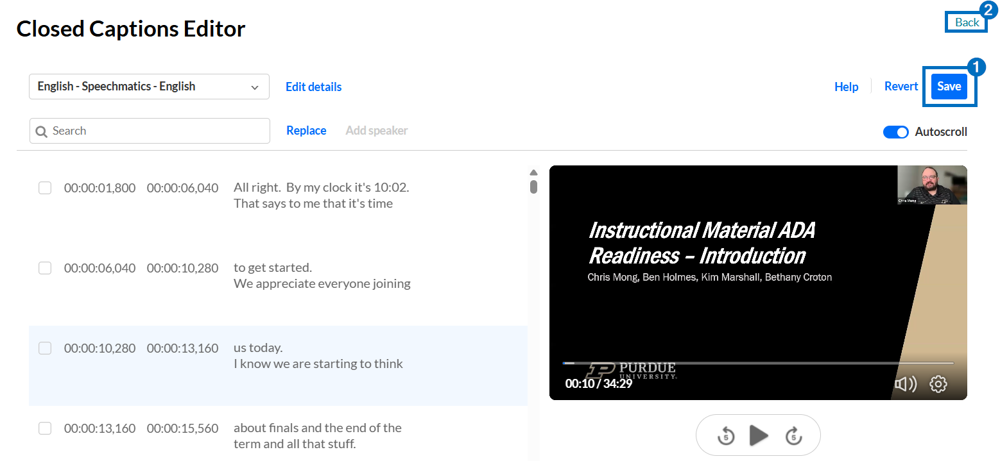 2
Back
Closed Captions Editor
1
English - Speechmatics - English
Edit details
Help
Revert
Save
Search
Replace
Add speaker
Autoscroll
00:00:01,800 00:00:06,040 All right.  By my clock it's 10:02.
That says to me that it's time
00:00:06,040 00:00:10,280 to get started.
We appreciate everyone joining
00:00:10,280 00:00:13,160 us today.
I know we are starting to think
00:00:13,160 00:00:15,560 about finals and the end of the
term and all that stuff.
Chris Mong
Instructional Material ADA
Readiness – Introduction
Chris Mong, Ben Holmes, Kim Marshall, Bethany Croton
PURDUE
UNIVERSITY.
00:10 / 34:29
5
5